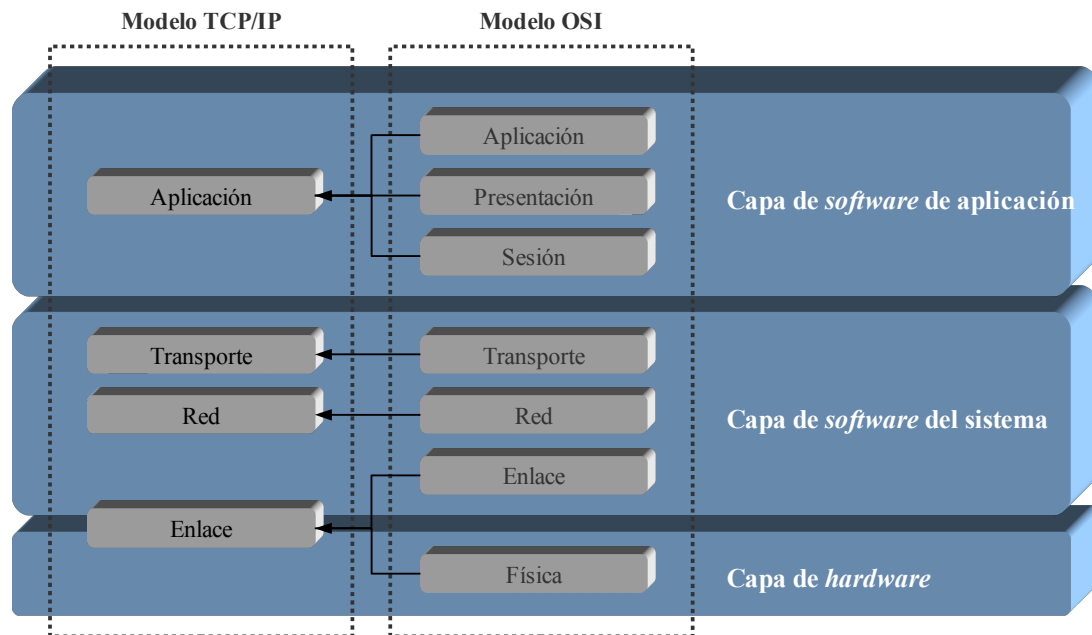 Modelo TCP/IP
Modelo OSI
Aplicación
Aplicación
Presentación
Sesión
Capa de software de aplicación
Transporte
Transporte
Red
Red
Enlace
Capa de software del sistema
Enlace
Física
Capa de hardware